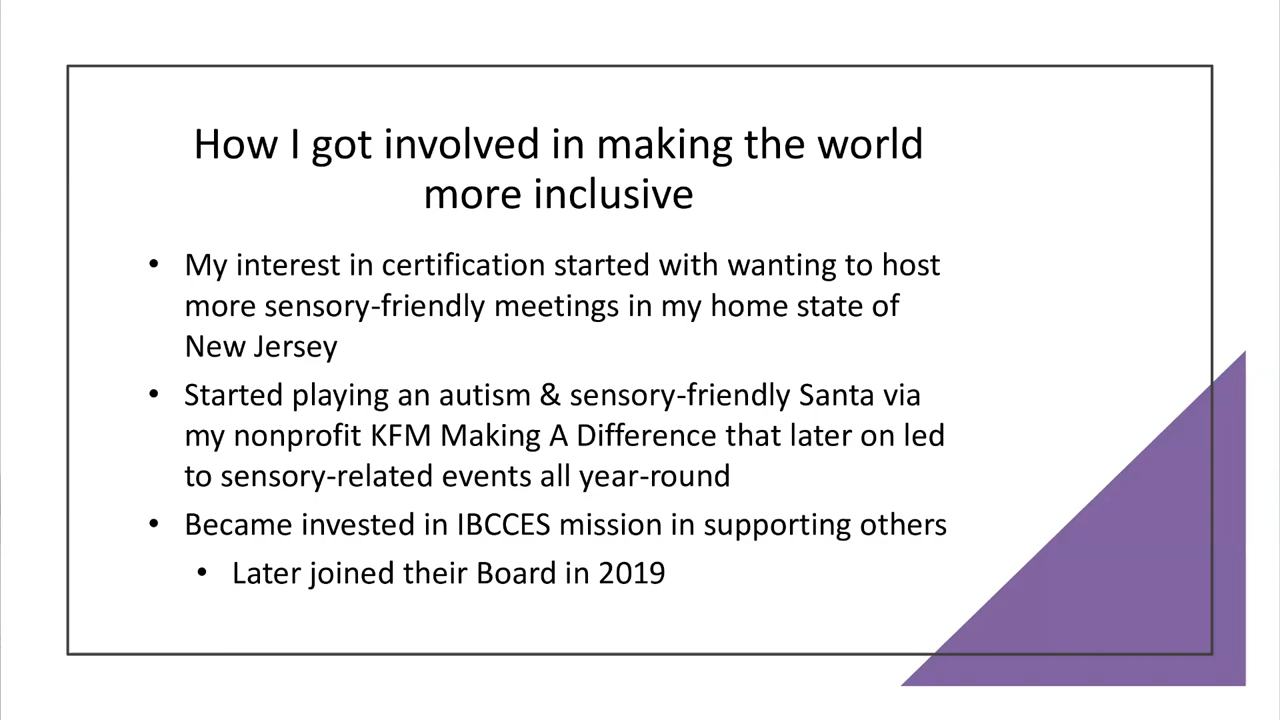 How I got involved in making the world
more inclusive
• My interest in certification started with wanting to host
more sensory-friendly meetings in my home state of
New Jersey
• Started playing an autism & sensory-friendly Santa via
my nonprofit KFM Making A Difference that later on led
to sensory-related events all year-round
• Became invested in IBCCES mission in supporting others
• Later joined their Board in 2019